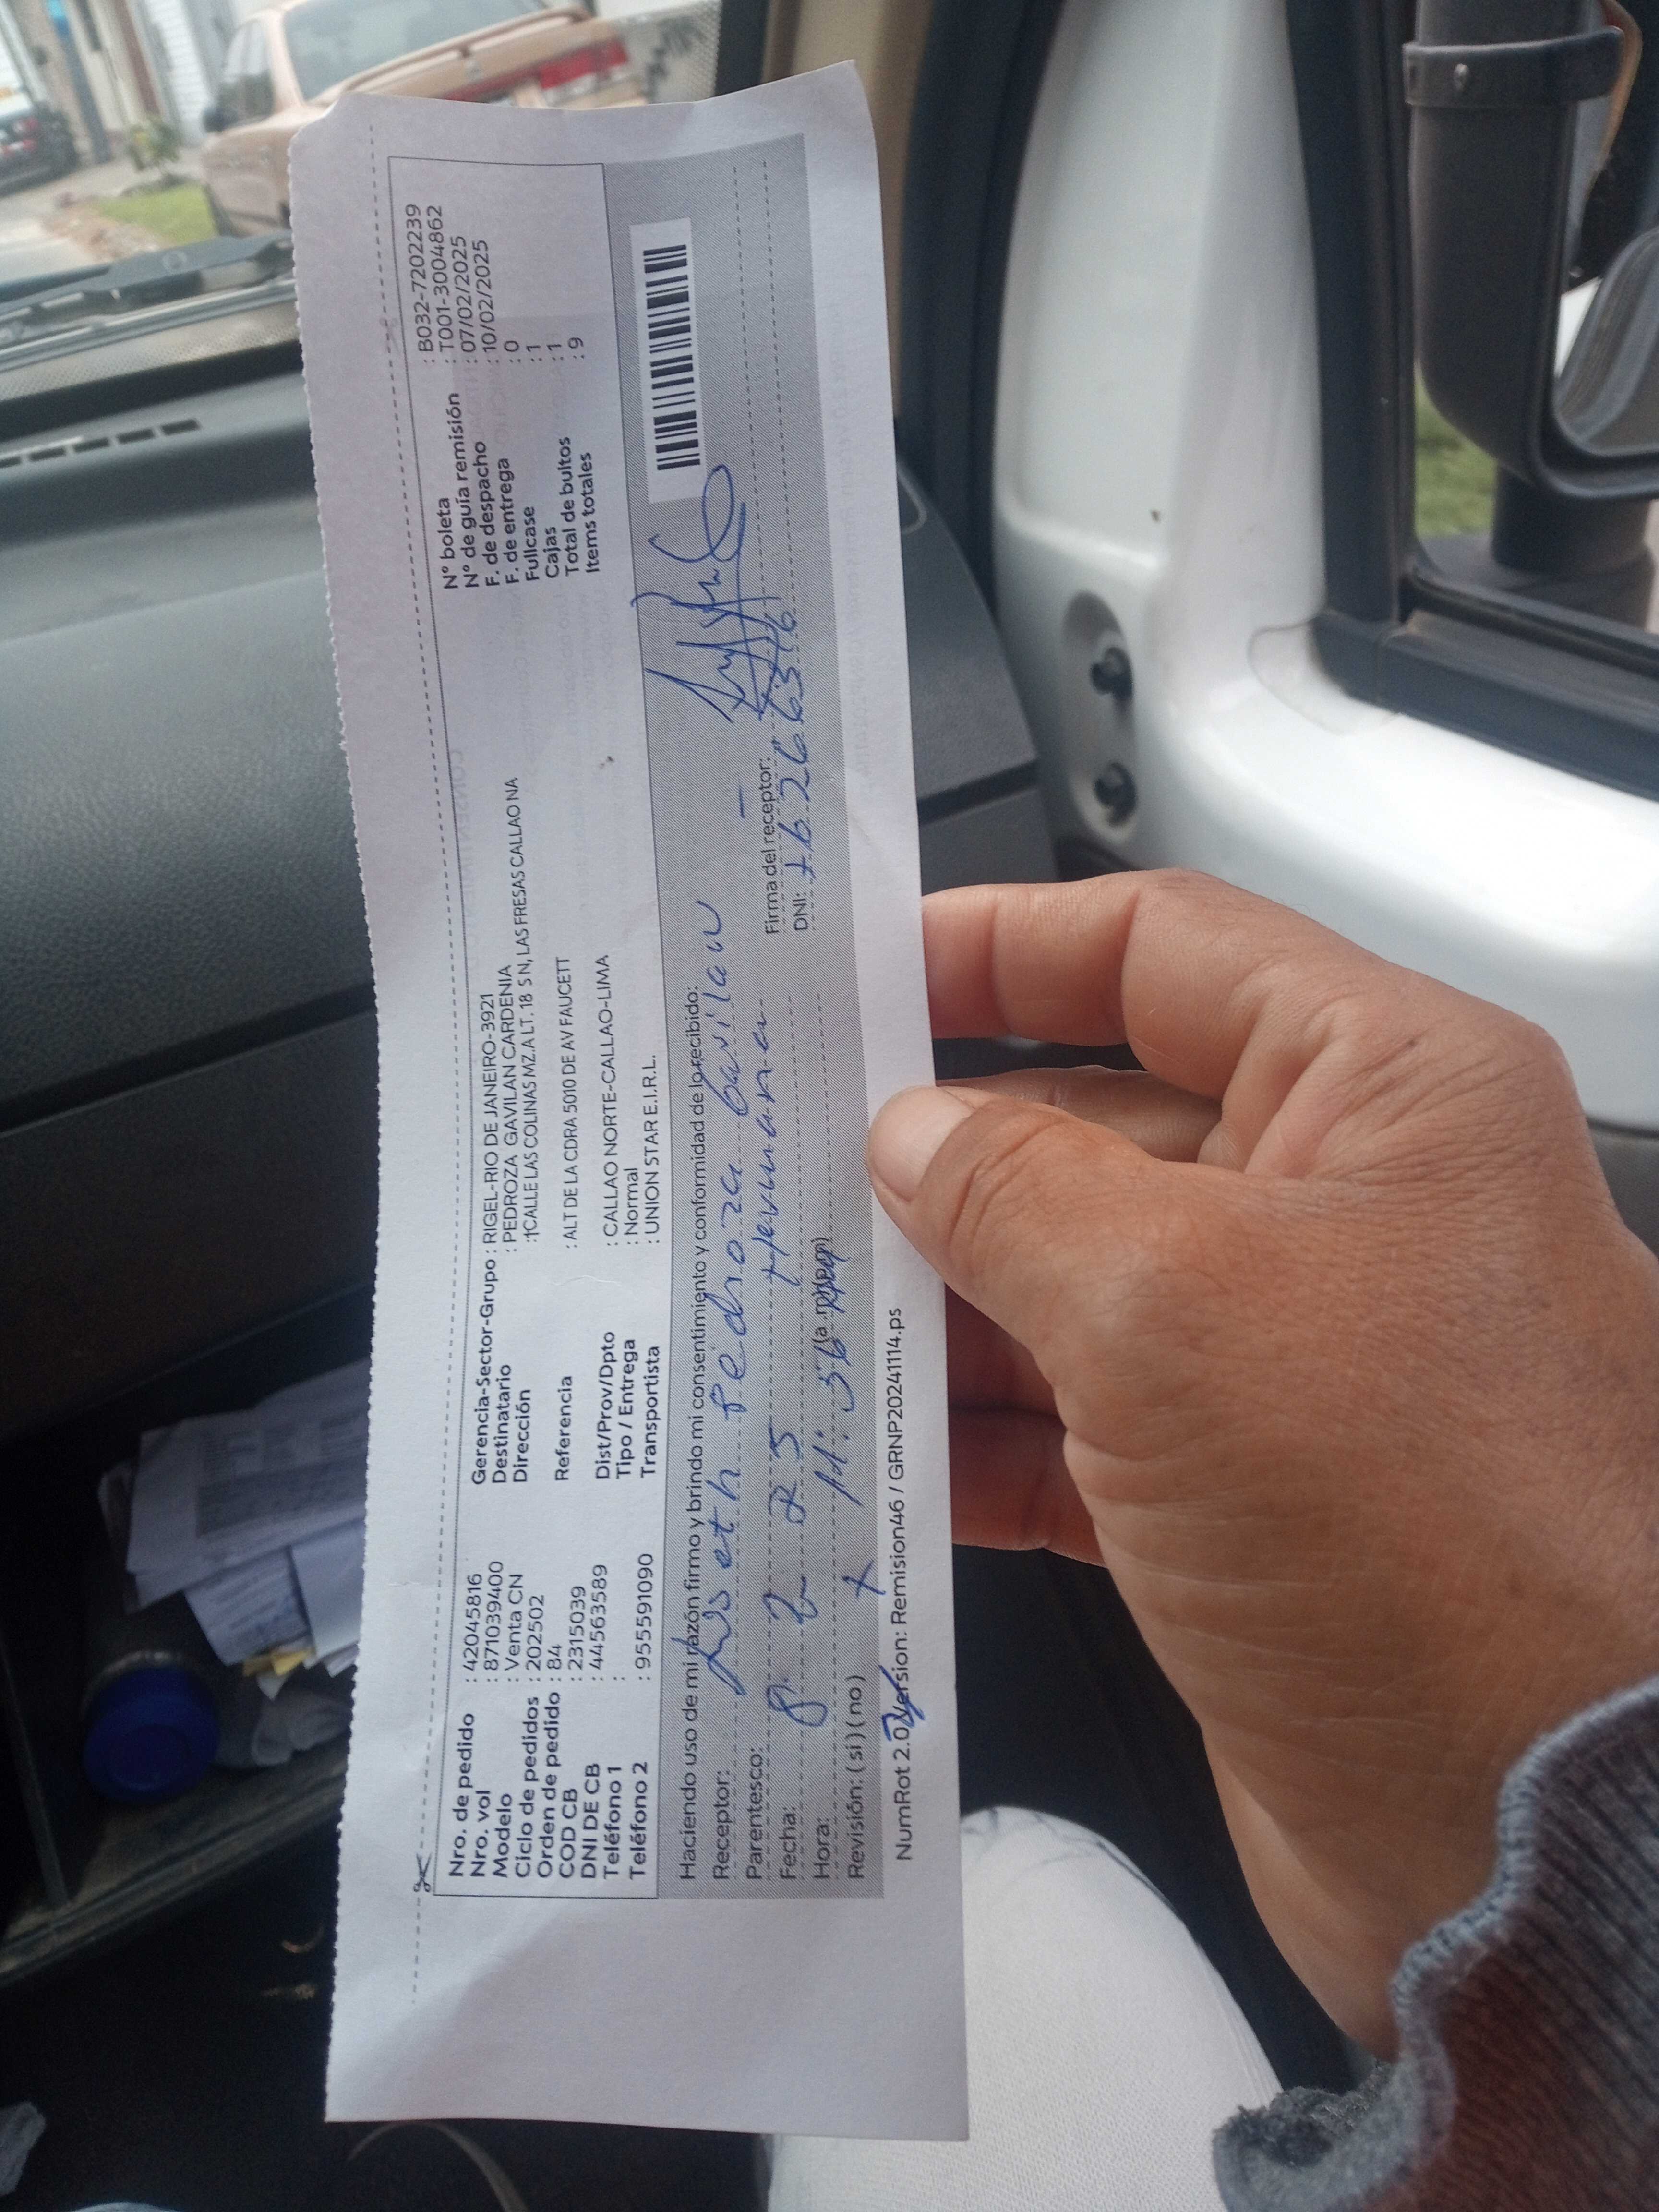 Nro. de pedido : 42045816
Nro. vol : 871039400
Modelo : Venta CN
Ciclo de pedidos : 202502
Orden de pedido : 84
COD CB : 2315039
DNI DE CB : 44563589
Teléfono 1 :
Teléfono 2 : 955591090
Gerencia-Sector-Grupo : RIGEL-RIO DE JANEIRO-3921
Destinatario : PEDROZA GAVILAN CARDENIA
Dirección :1CALLE LAS COLINAS MZ A LT. 18 S N, LAS FRESAS CALLAO NA
Referencia : ALT DE LA CDRA 5010 DE AV FAUCETT
Dist/Prov/Dpto : CALLAO NORTE-CALLAO-LIMA
Tipo / Entrega : Normal
Transportista : UNION STAR E.I.R.L.
N° boleta : B032-7202239
N° de guía remisión : T001-3004862
F. de despacho : 07/02/2025
F. de entrega : 10/02/2025
Fullcase : 0
Cajas : 1
Total de bultos : 1
Items totales : 9
Haciendo uso de mi razón firmo y brindo mi consentimiento y conformidad de lo recibido:
Receptor: Pedroza Gavilan
Parentesco: Hermana
Firma del receptor:
Fecha: 8 2 25
DNI:
Hora: 11:36
Revisión: ( si ) ( no ) x
NumRot 2.0 Version: Remision46 / GRNP20241114.ps